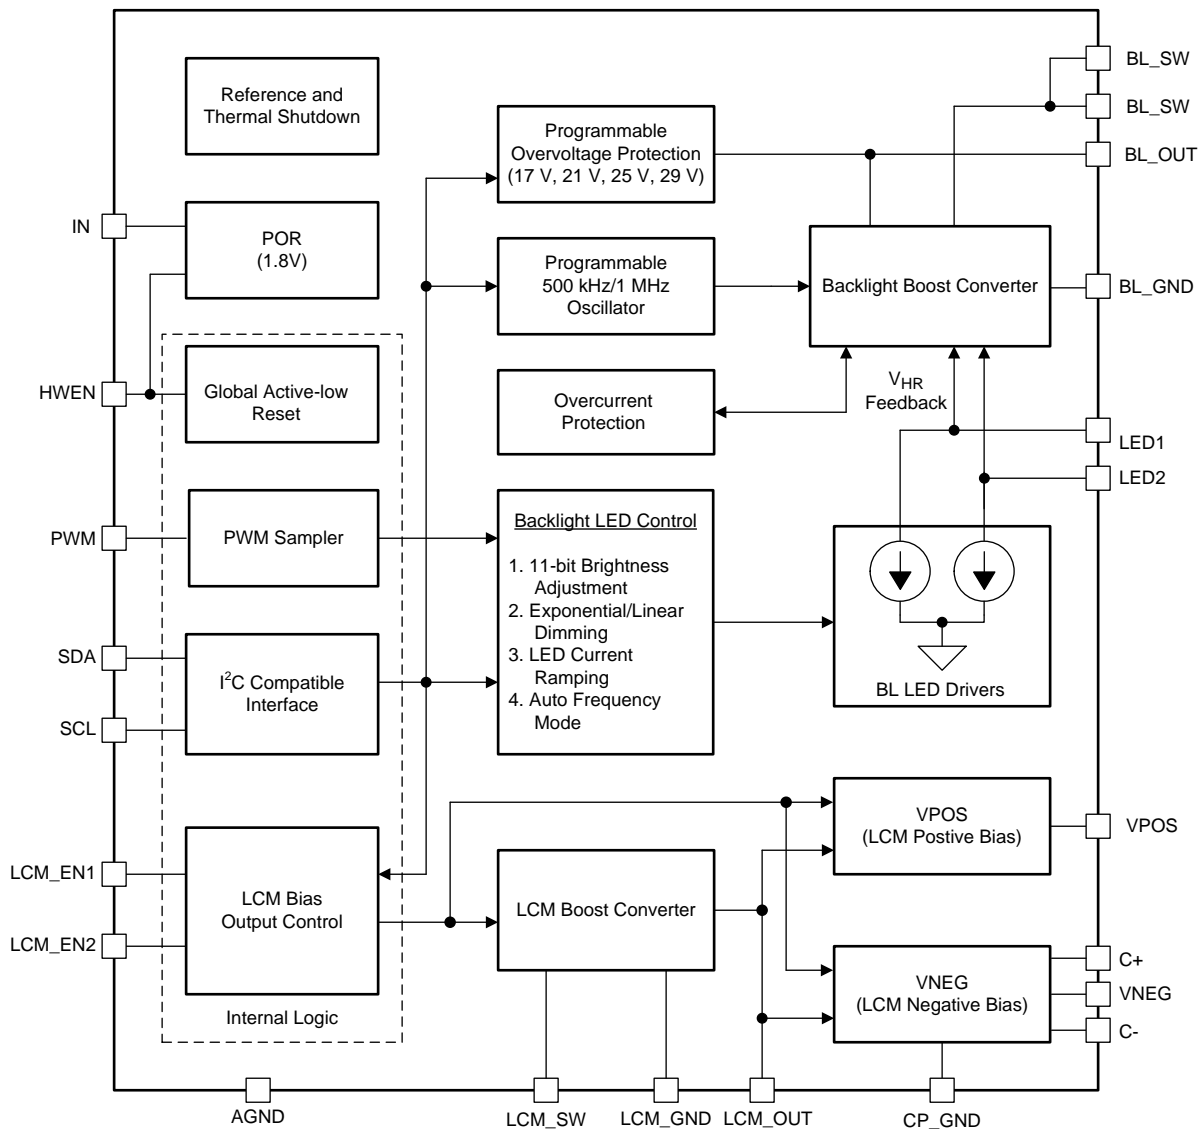 Reference and
Thermal Shutdown
IN
POR
(1.8V)
HWEN
Global Active-low
Reset
PWM
PWM Sampler
SDA
SCL
I2C Compatible
Interface
LCM_EN1
LCM_EN2
LCM Bias
Output Control
Internal Logic
Programmable
Overvoltage Protection
(17 V, 21 V, 25 V, 29 V)
Programmable
500 kHz/1 MHz
Oscillator
Overcurrent
Protection
Backlight LED Control
1. 11-bit Brightness
Adjustment
2. Exponential/Linear
Dimming
3. LED Current
Ramping
4. Auto Frequency
Mode
LCM Boost Converter
Backlight Boost Converter
VHR
Feedback
BL LED Drivers
VPOS
(LCM Postive Bias)
VNEG
(LCM Negative Bias)
BL_SW
BL_SW
BL_OUT
BL_GND
LED1
LED2
VPOS
C+
VNEG
C-
AGND
LCM_SW
LCM_GND
LCM_OUT
CP_GND